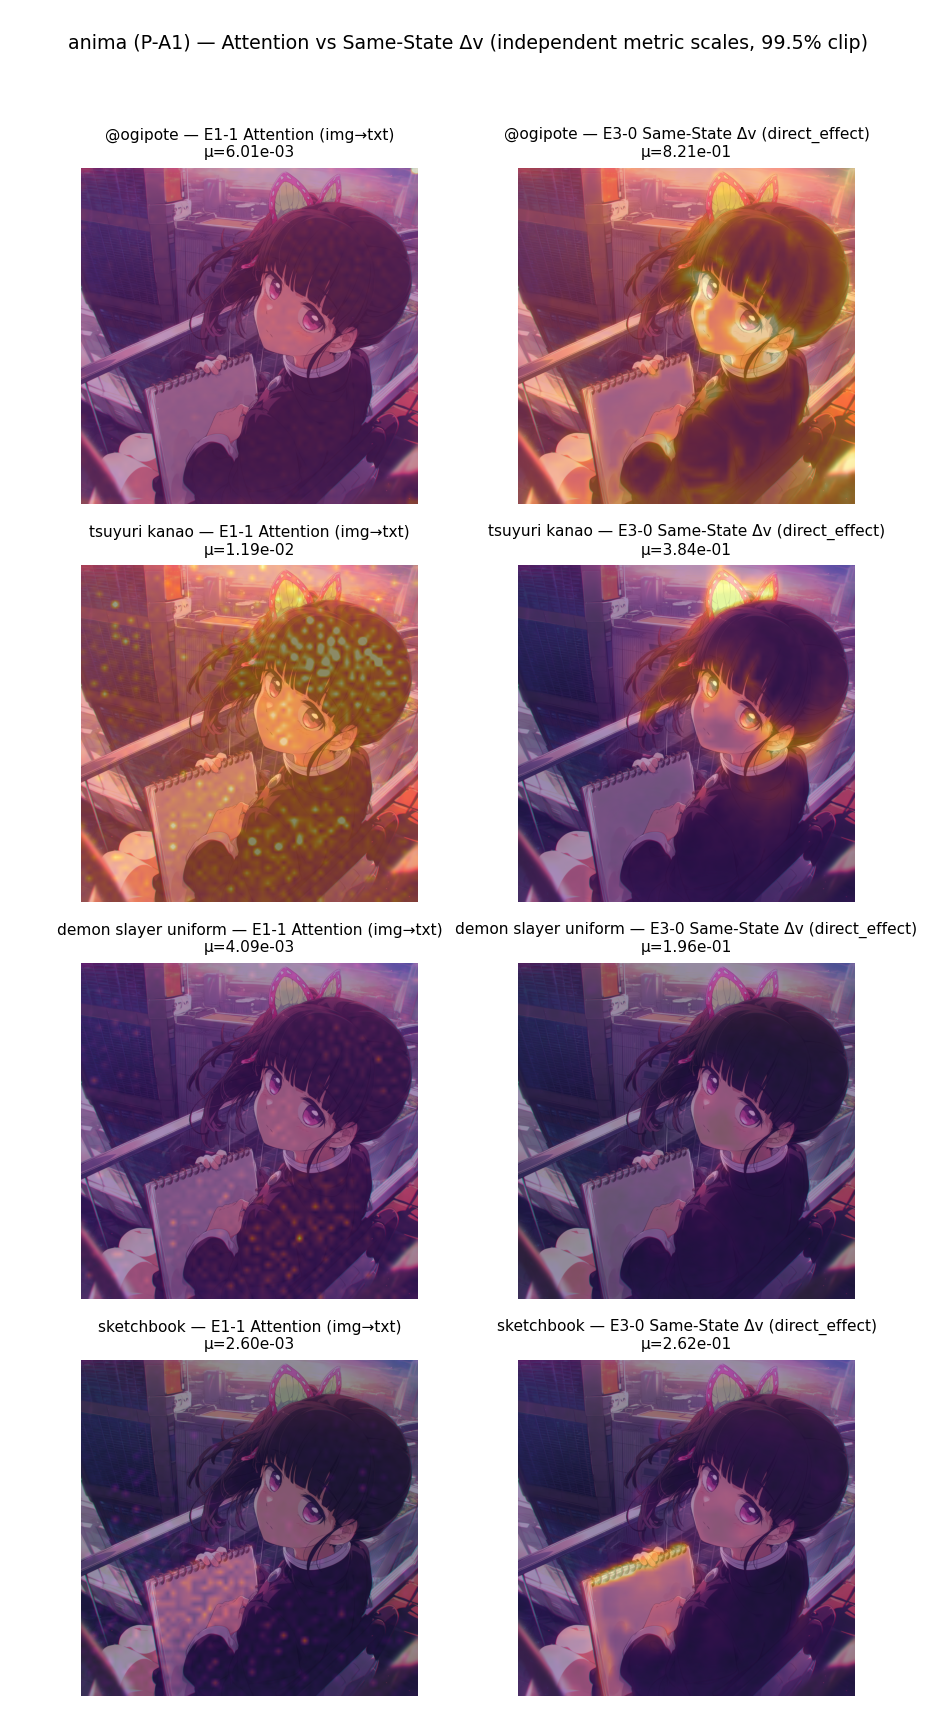 anima (P-A1) — Attention vs Same-State Δv (independent metric scales, 99.5% clip)
@ogipote — E1-1 Attention (img→txt)
μ=6.01e-03
@ogipote — E3-0 Same-State Δv (direct_effect)
μ=8.21e-01
tsuyuri kanao — E1-1 Attention (img→txt)
μ=1.19e-02
tsuyuri kanao — E3-0 Same-State Δv (direct_effect)
μ=3.84e-01
demon slayer uniform — E1-1 Attention (img→txt)
μ=4.09e-03
demon slayer uniform — E3-0 Same-State Δv (direct_effect)
μ=1.96e-01
sketchbook — E1-1 Attention (img→txt)
μ=2.60e-03
sketchbook — E3-0 Same-State Δv (direct_effect)
μ=2.62e-01